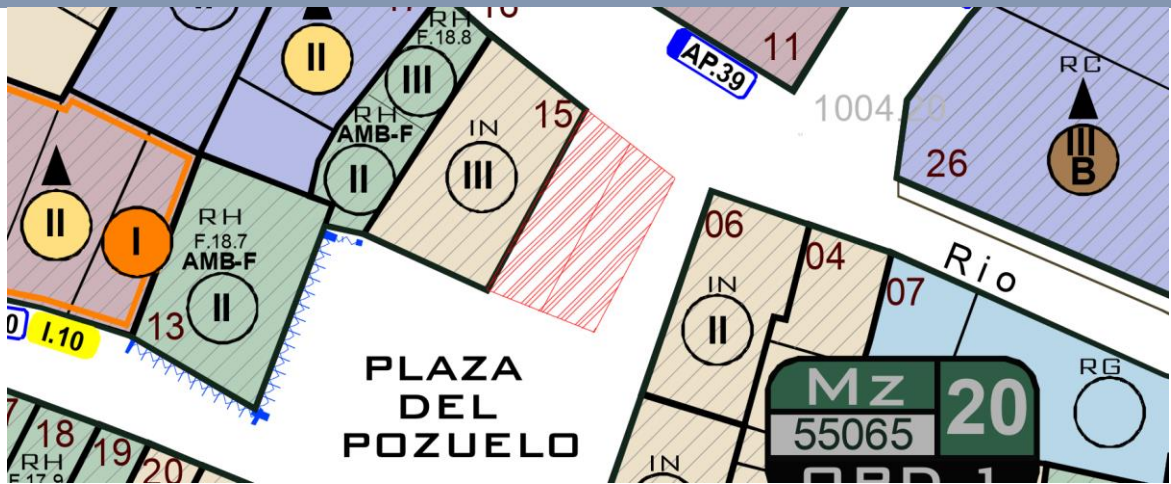 RH
F.18.8
III
II
11
AP.39
RC
1004.20
III
B
26
15
IN
III
RH
AMB-F
II
II
I
RH
F.18.7
AMB-F
II
13
I.10
06
04
07
Rio
IN
II
RG
PLAZA
DEL
POZUELO
Mz
20
55065
18
19
20
RH
F.17.9
IN